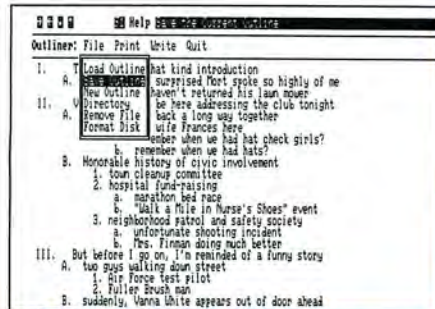 Help Save the Current Outline
Outliner: File Print Write Quit
Load Outline
Save Outline
New Outline
Directory
Remove File
Format Disk
I. T hat kind introduction
A. surprised Mort spoke so highly of me
haven't returned his lawn mower
II. V be here addressing the club tonight
A. back a long way together
wife Frances here
ember when we had hat check girls?
b. remember when we had hats?
B. Honorable history of civic involvement
1. town cleanup committee
2. hospital fund-raising
a. marathon bed race
b. "Walk a Mile in Nurse's Shoes" event
3. neighborhood patrol and safety society
a. unfortunate shooting incident
b. Mrs. Finman doing much better
III. But before I go on, I'm reminded of a funny story
A. two guys walking down street
1. Air Force test pilot
2. Fuller Brush man
B. suddenly, Vanna White appears out of door ahead